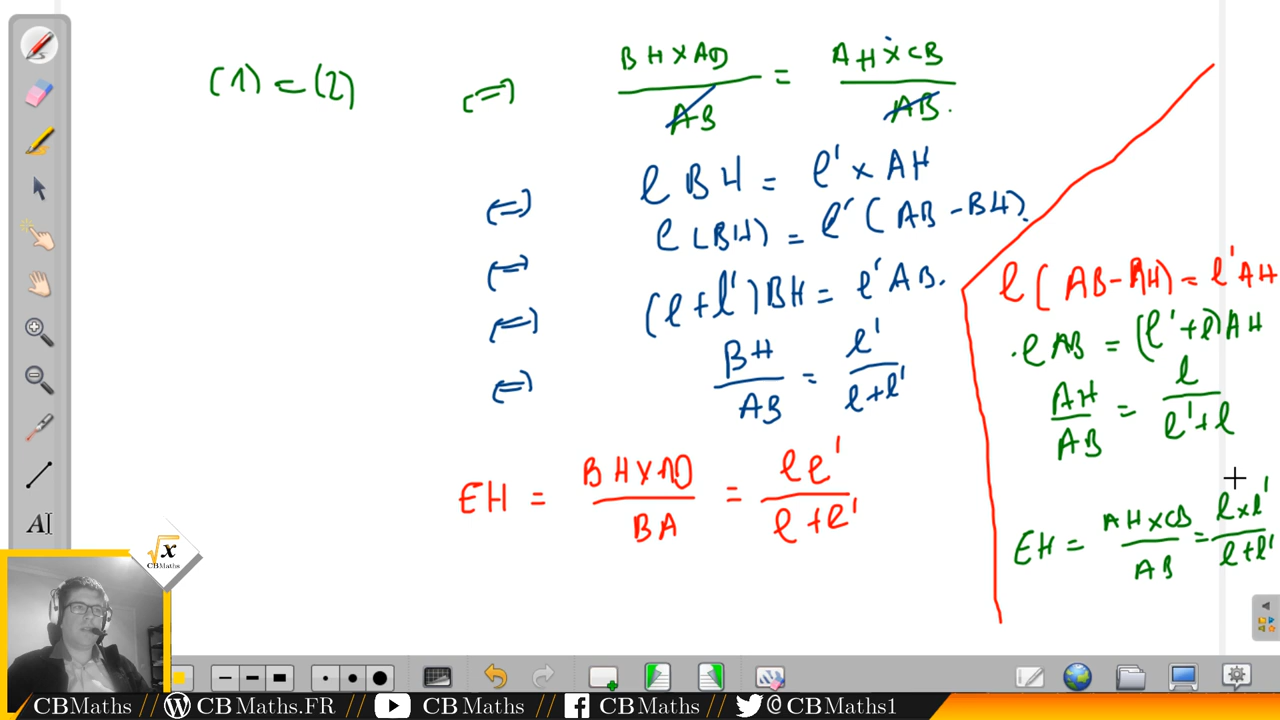 (1) = (2) ⇔ BH×AD/AB = AH×CB/AB.
⇔ ℓ BH = ℓ' × AH
⇔ ℓ (BH) = ℓ' (AB - BH).
⇔ (ℓ+ℓ') BH = ℓ' AB.
⇔ BH/AB = ℓ'/ℓ+ℓ'
EH = BH×AD/BA = ℓℓ'/ℓ+ℓ'
ℓ (AB-AH) = ℓ' AH
.ℓ AB = (ℓ'+ℓ) AH
AH/AB = ℓ/ℓ'+ℓ
EH = AH×CB/AB = ℓ×ℓ'/ℓ+ℓ'
A
√x
CBMaths
CBMaths // CBMaths.FR // CBMaths // CBMaths // @CBMaths1